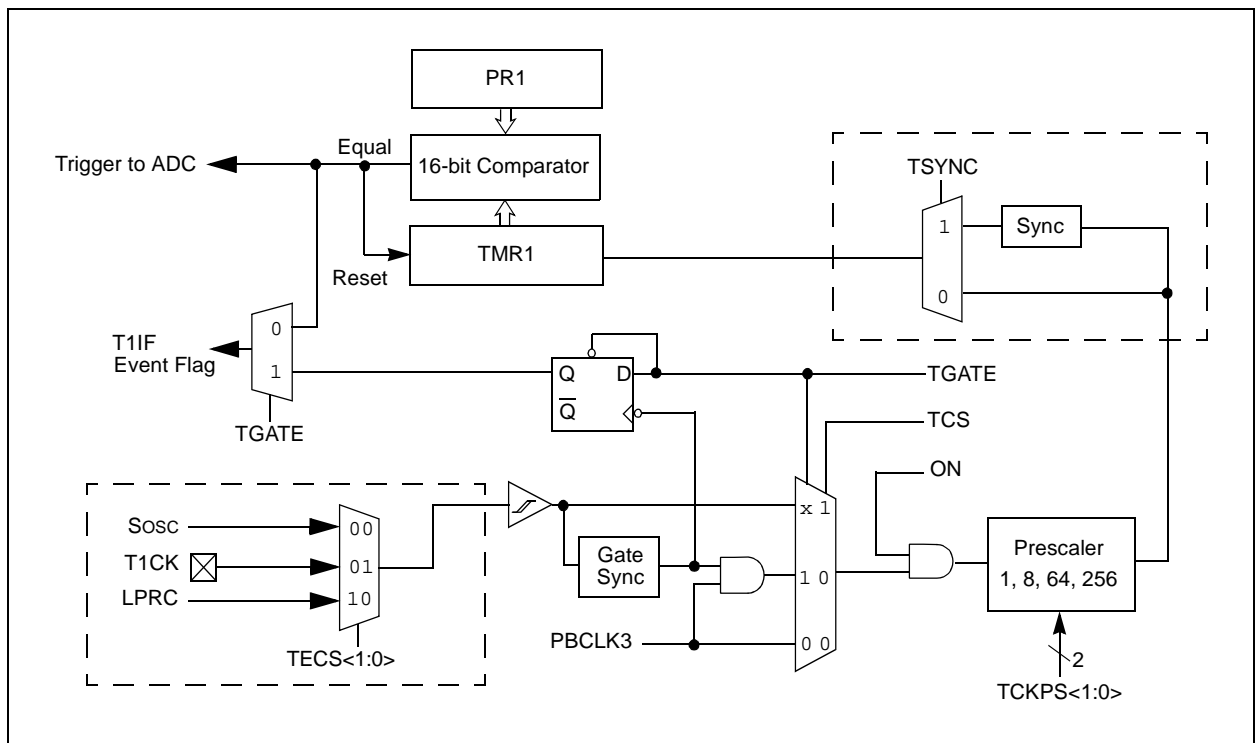 PR1
Equal
Trigger to ADC
16-bit Comparator
TSYNC
1
Sync
TMR1
Reset
0
0
T1IF
Event Flag
1
Q
D
TGATE
Q
TGATE
TCS
ON
x 1
SOSC
00
Gate
Sync
Prescaler
1, 8, 64, 256
T1CK
01
1 0
LPRC
10
PBCLK3
0 0
TECS<1:0>
2
TCKPS<1:0>